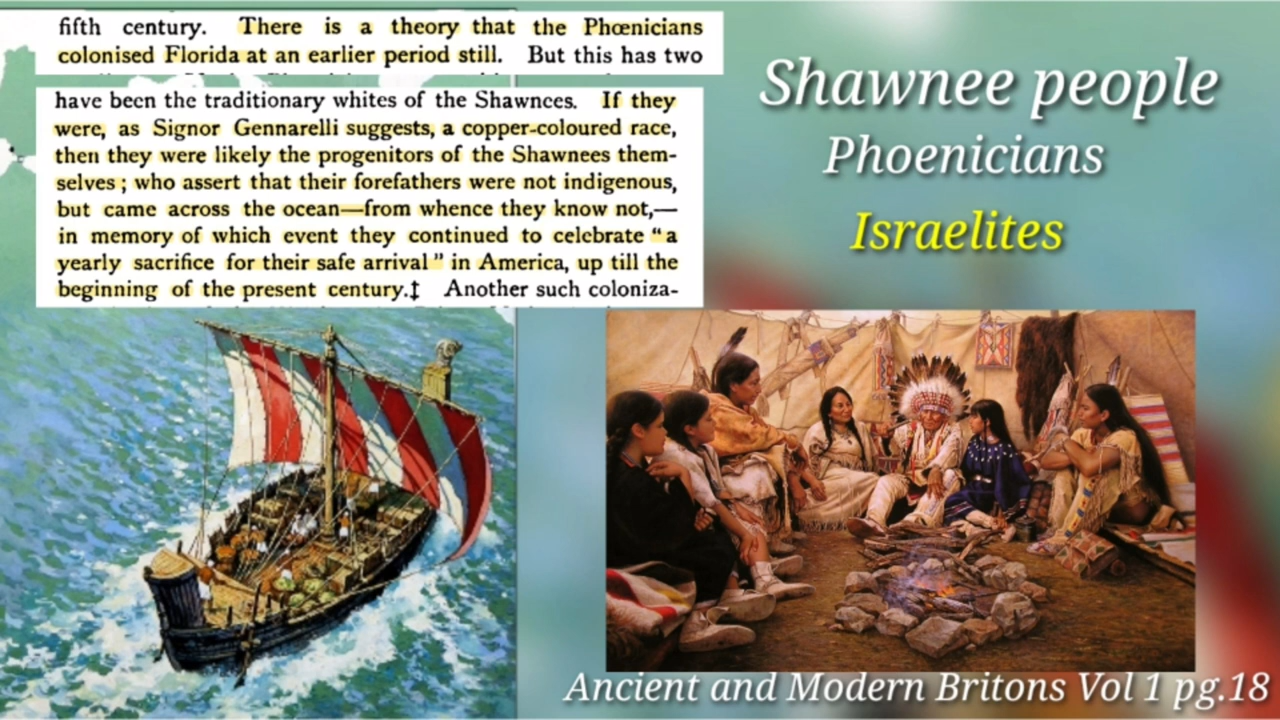 fifth century. There is a theory that the Phœnicians
colonised Florida at an earlier period still. But this has two
have been the traditionary whites of the Shawnees. If they
were, as Signor Gennarelli suggests, a copper-coloured race,
then they were likely the progenitors of the Shawnees them-
selves; who assert that their forefathers were not indigenous,
but came across the ocean—from whence they know not,—
in memory of which event they continued to celebrate “a
yearly sacrifice for their safe arrival” in America, up till the
beginning of the present century.‡ Another such coloniza-
Shawnee people
Phoenicians
Israelites
Ancient and Modern Britons Vol 1 pg.18